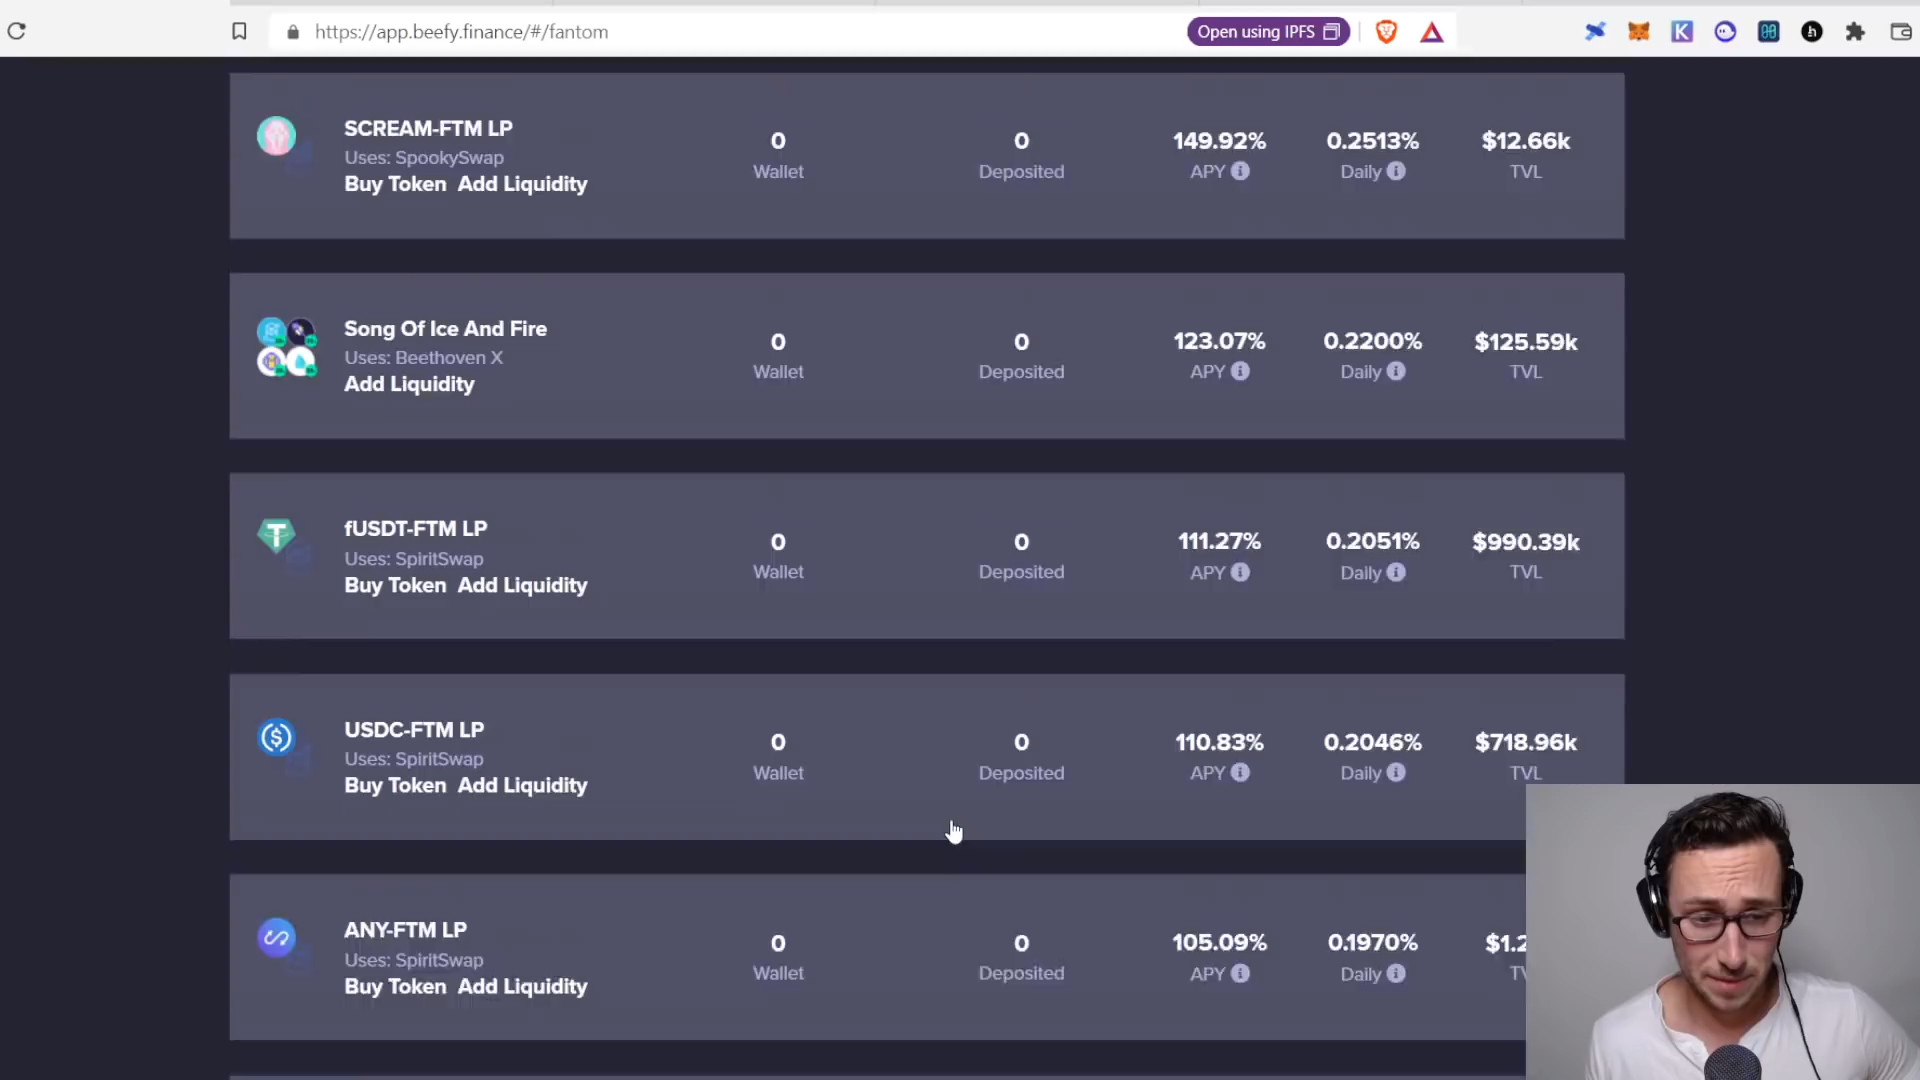 https://app.beefy.finance/#/fantom
Open using IPFS
SCREAM-FTM LP
Uses: SpookySwap
Buy Token Add Liquidity
0
Wallet
0
Deposited
149.92%
APY
0.2513%
Daily
$12.66k
TVL
Song Of Ice And Fire
Uses: Beethoven X
Add Liquidity
0
Wallet
0
Deposited
123.07%
APY
0.2200%
Daily
$125.59k
TVL
fUSDT-FTM LP
Uses: SpiritSwap
Buy Token Add Liquidity
0
Wallet
0
Deposited
111.27%
APY
0.2051%
Daily
$990.39k
TVL
USDC-FTM LP
Uses: SpiritSwap
Buy Token Add Liquidity
0
Wallet
0
Deposited
110.83%
APY
0.2046%
Daily
$718.96k
TVL
ANY-FTM LP
Uses: SpiritSwap
Buy Token Add Liquidity
0
Wallet
0
Deposited
105.09%
APY
0.1970%
Daily